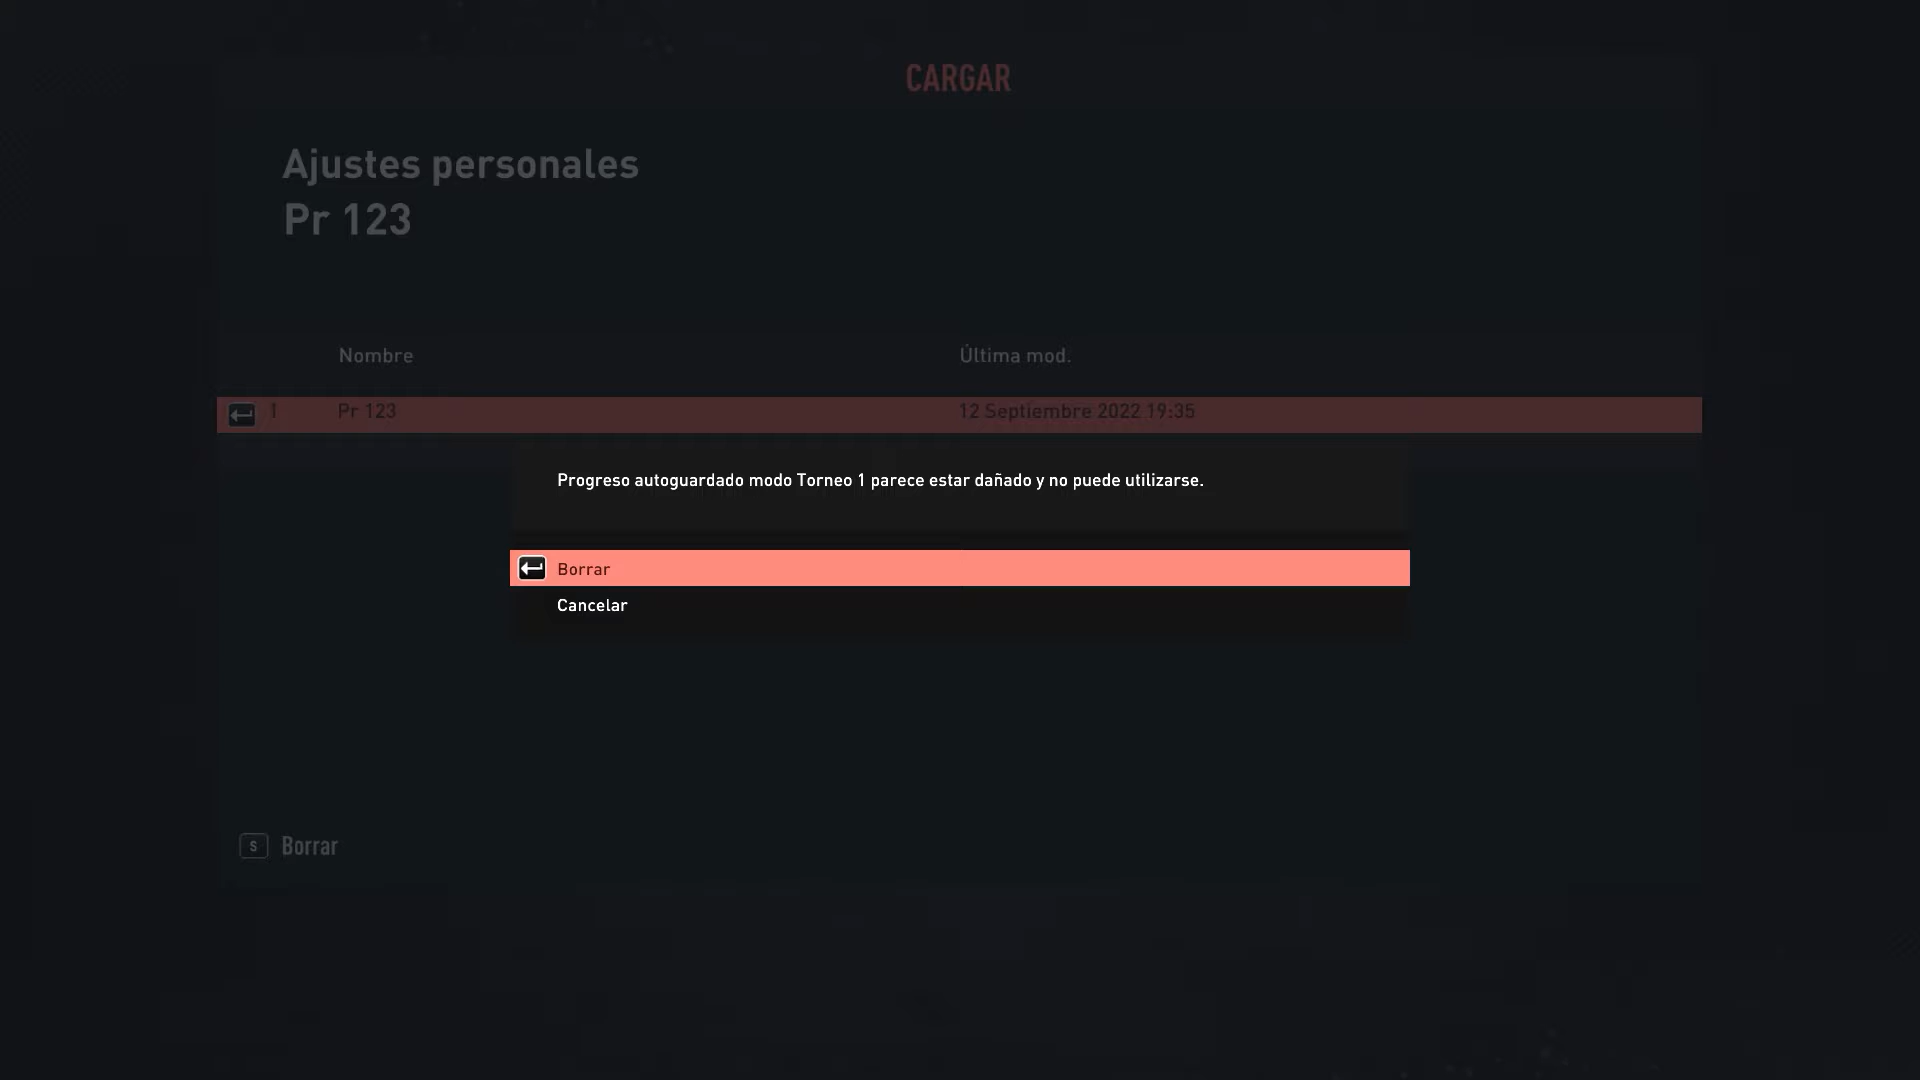 CARGAR
Ajustes personales
Pr 123
Nombre Última mod.
1 Pr 123 12 Septiembre 2022 19:35
Progreso autoguardado modo Torneo 1 parece estar dañado y no puede utilizarse.
Borrar
Cancelar
S Borrar